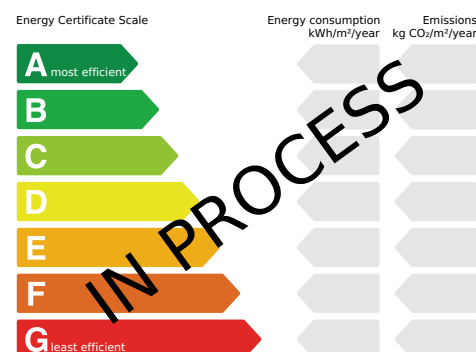 Energy Certificate Scale
Energy consumption
kWh/m²/year
Emissions
kg CO₂/m²/year
A most efficient
B
C
D
E
F
G least efficient
IN PROCESS